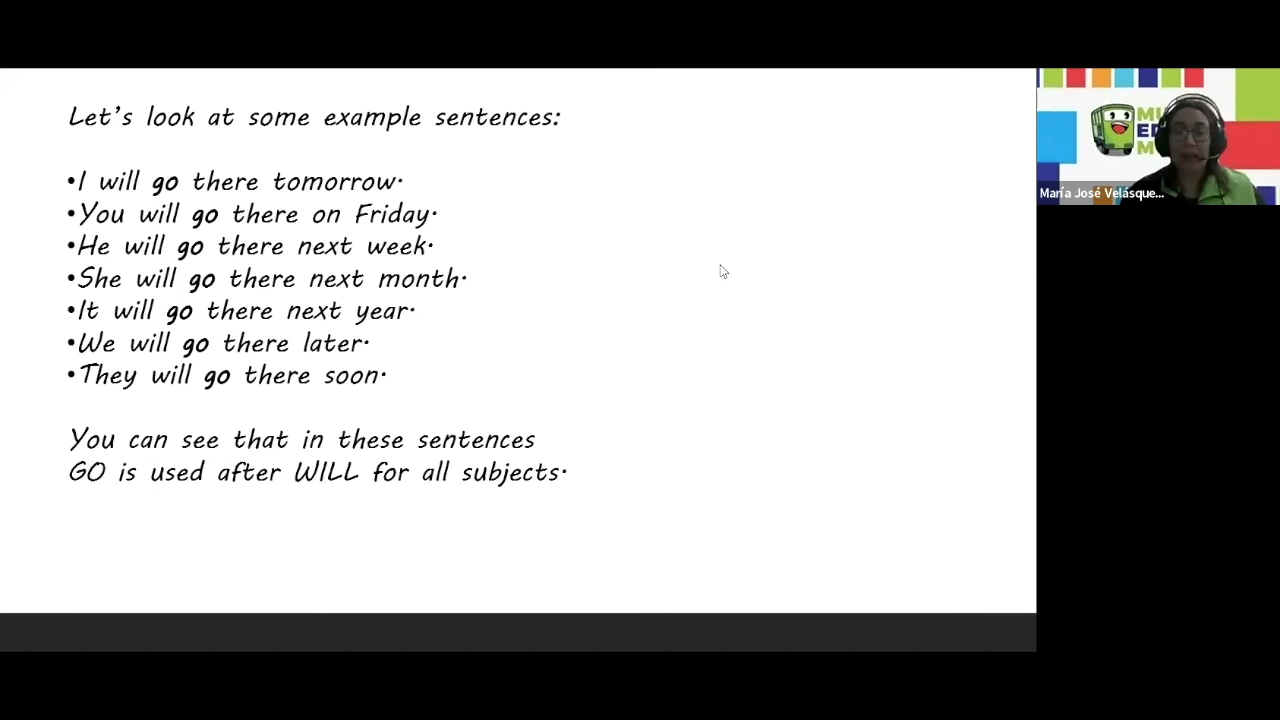 Let's look at some example sentences:
•I will go there tomorrow.
•You will go there on Friday.
•He will go there next week.
•She will go there next month.
•It will go there next year.
•We will go there later.
•They will go there soon.
You can see that in these sentences
GO is used after WILL for all subjects.
María José Velásque...